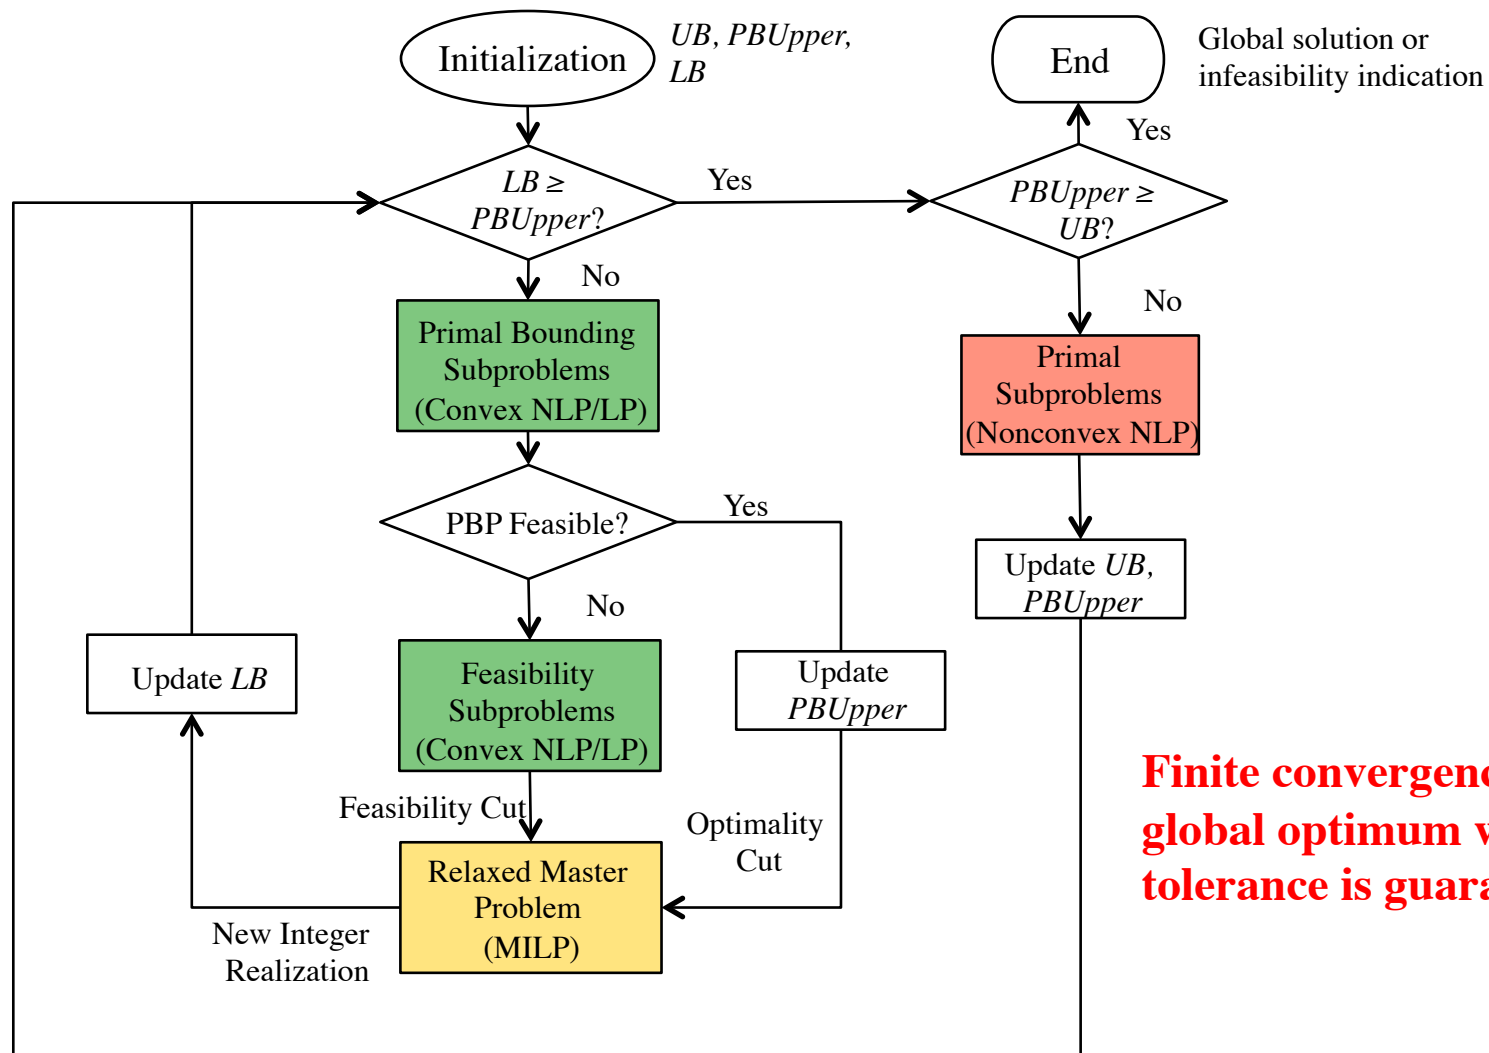 Initialization
UB, PBUpper,
LB
End
Global solution or
infeasibility indication
Yes
LB ≥
PBUpper?
Yes
PBUpper ≥
UB?
No
No
Primal Bounding
Subproblems
(Convex NLP/LP)
Primal
Subproblems
(Nonconvex NLP)
PBP Feasible?
Yes
Update UB,
PBUpper
No
Update LB
Feasibility
Subproblems
(Convex NLP/LP)
Update
PBUpper
Feasibility Cut
Optimality
Cut
Finite
global optimum
tolerance is
Relaxed Master
Problem
(MILP)
New Integer
Realization